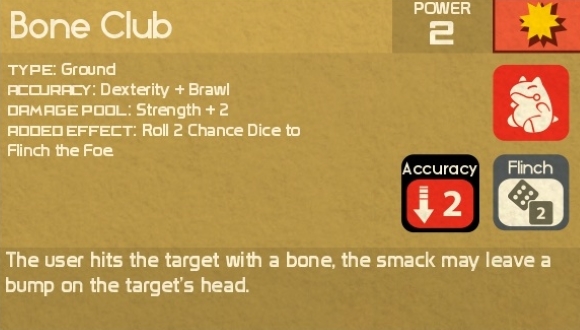 Bone Club
POWER
2
TYPE: Ground
ACCURACY: Dexterity + Brawl
DAMAGE POOL: Strength + 2
ADDED EFFECT: Roll 2 Chance Dice to
Flinch the Foe.
Accuracy
2
Flinch
2
The user hits the target with a bone, the smack may leave a
bump on the target's head.